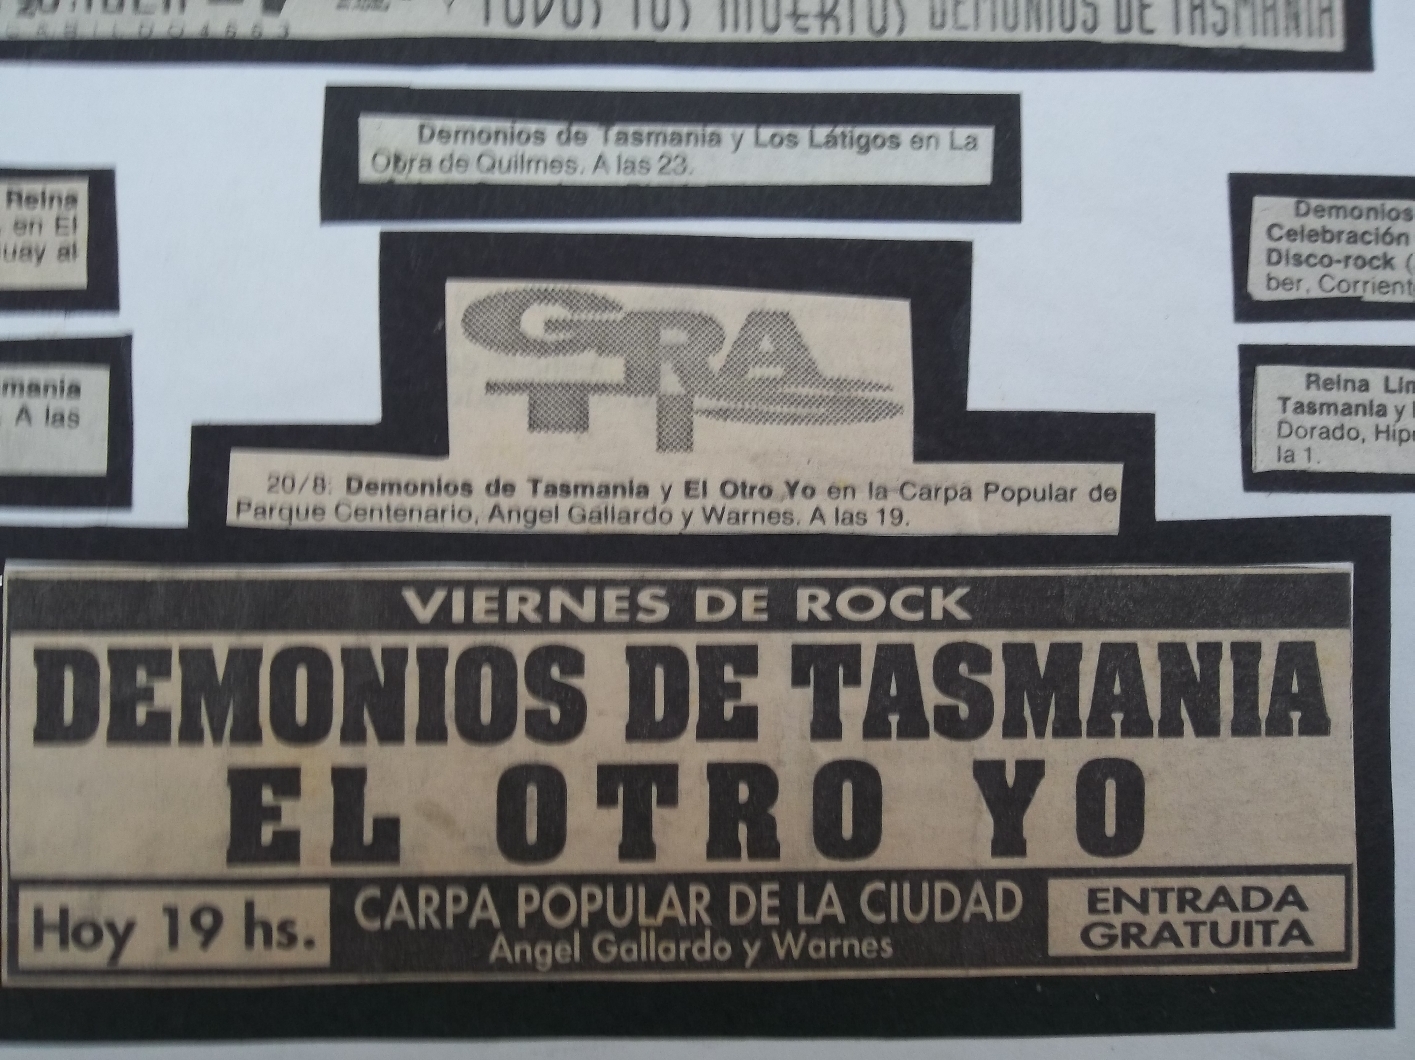 TODOS TUS MUERTOS DEMONIOS DE TASMANIA
Demonios de Tasmania y Los Látigos en La
Obra de Quilmes. A las 23.
Reina
en El
uay al
mania
A las
GRA
TIS
20/8: Demonios de Tasmania y El Otro Yo en la Carpa Popular de
Parque Centenario, Angel Gallardo y Warnes. A las 19.
Demonios
Celebración
Disco-rock (
ber, Corrient
Reina Lin
Tasmania y
Dorado, Hip
la 1.
VIERNES DE ROCK
DEMONIOS DE TASMANIA
EL OTRO YO
Hoy 19 hs.
CARPA POPULAR DE LA CIUDAD
Angel Gallardo y Warnes
ENTRADA
GRATUITA